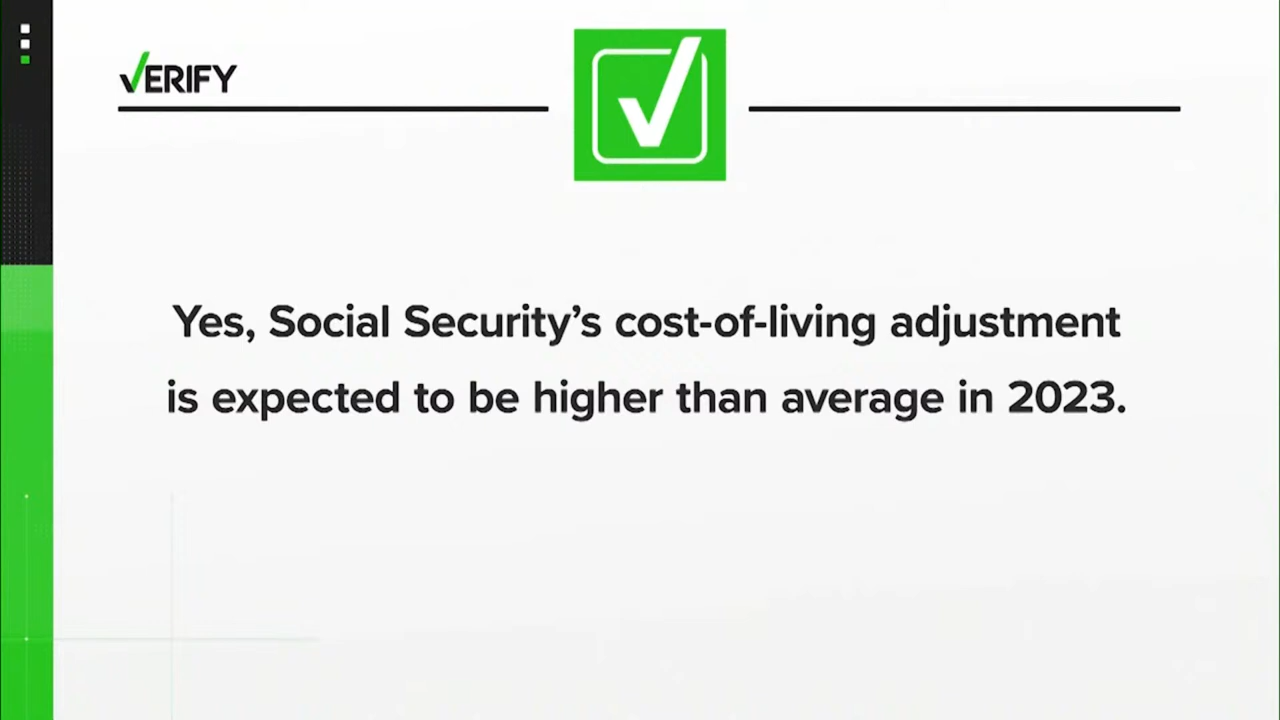 VERIFY
Yes, Social Security’s cost-of-living adjustment
is expected to be higher than average in 2023.